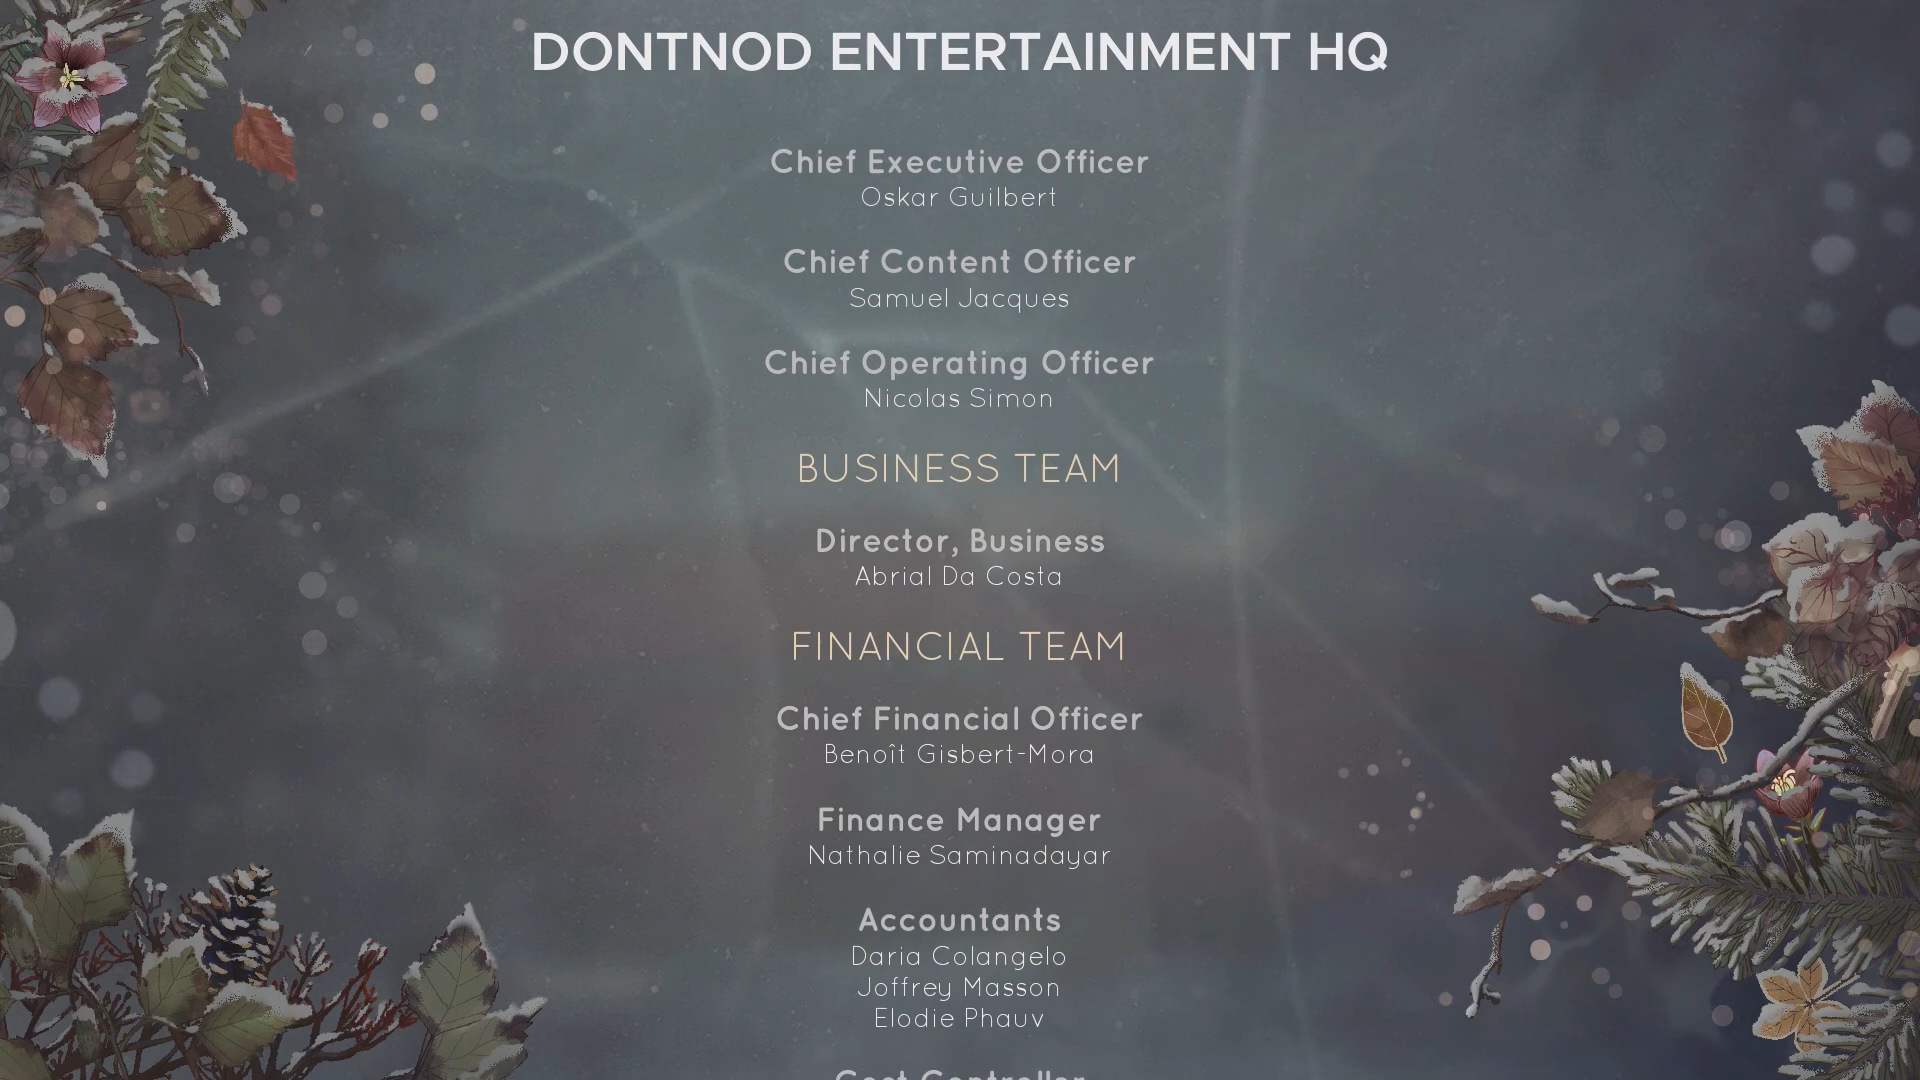 DONTNOD ENTERTAINMENT HQ
Chief Executive Officer
Oskar Guilbert
Chief Content Officer
Samuel Jacques
Chief Operating Officer
Nicolas Simon
BUSINESS TEAM
Director, Business
Abrial Da Costa
FINANCIAL TEAM
Chief Financial Officer
Benoît Gisbert-Mora
Finance Manager
Nathalie Saminadayar
Accountants
Daria Colangelo
Joffrey Masson
Elodie Phauv
Cost Controller